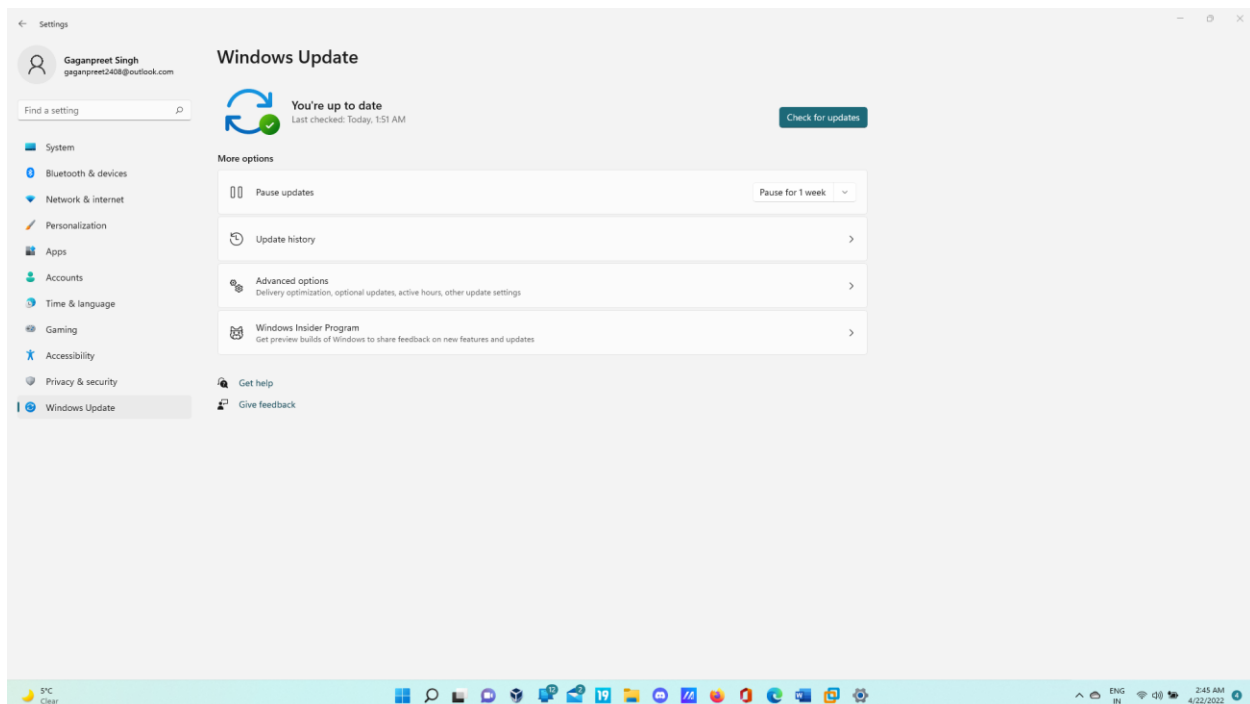 Settings
Gaganpreet Singh
gaganpreet2408@outlook.com
Find a setting
System
Bluetooth & devices
Network & internet
Personalization
Apps
Accounts
Time & language
Gaming
Accessibility
Privacy & security
Windows Update
Windows Update
You're up to date
Last checked: Today, 1:51 AM
Check for updates
More options
Pause updates
Pause for 1 week
Update history
Advanced options
Delivery optimization, optional updates, active hours, other update settings
Windows Insider Program
Get preview builds of Windows to share feedback on new features and updates
Get help
Give feedback
5°C
Clear
12
2
19
ENG
IN
2:45 AM
4/22/2022
4